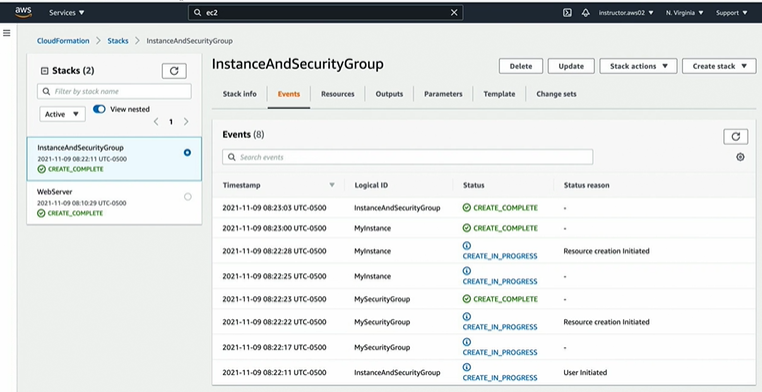 aws Services ▼ ec2 Instructor.aws02 ▼ N. Virginia ▼ Support ▼
CloudFormation > Stacks > InstanceAndSecurityGroup
Stacks (2)
Filter by stack name
Active ▼ View nested
1
InstanceAndSecurityGroup
2021-11-09 08:22:11 UTC-0500
CREATE_COMPLETE
WebServer
2021-11-09 08:10:29 UTC-0500
CREATE_COMPLETE
InstanceAndSecurityGroup
Delete Update Stack actions ▼ Create stack ▼
Stack info Events Resources Outputs Parameters Template Change sets
Events (8)
Search events
Timestamp Logical ID Status Status reason
2021-11-09 08:23:03 UTC-0500 InstanceAndSecurityGroup CREATE_COMPLETE -
2021-11-09 08:23:00 UTC-0500 MyInstance CREATE_COMPLETE -
2021-11-09 08:22:28 UTC-0500 MyInstance CREATE_IN_PROGRESS Resource creation Initiated
2021-11-09 08:22:25 UTC-0500 MyInstance CREATE_IN_PROGRESS -
2021-11-09 08:22:23 UTC-0500 MySecurityGroup CREATE_COMPLETE -
2021-11-09 08:22:22 UTC-0500 MySecurityGroup CREATE_IN_PROGRESS Resource creation Initiated
2021-11-09 08:22:17 UTC-0500 MySecurityGroup CREATE_IN_PROGRESS -
2021-11-09 08:22:11 UTC-0500 InstanceAndSecurityGroup CREATE_IN_PROGRESS User Initiated